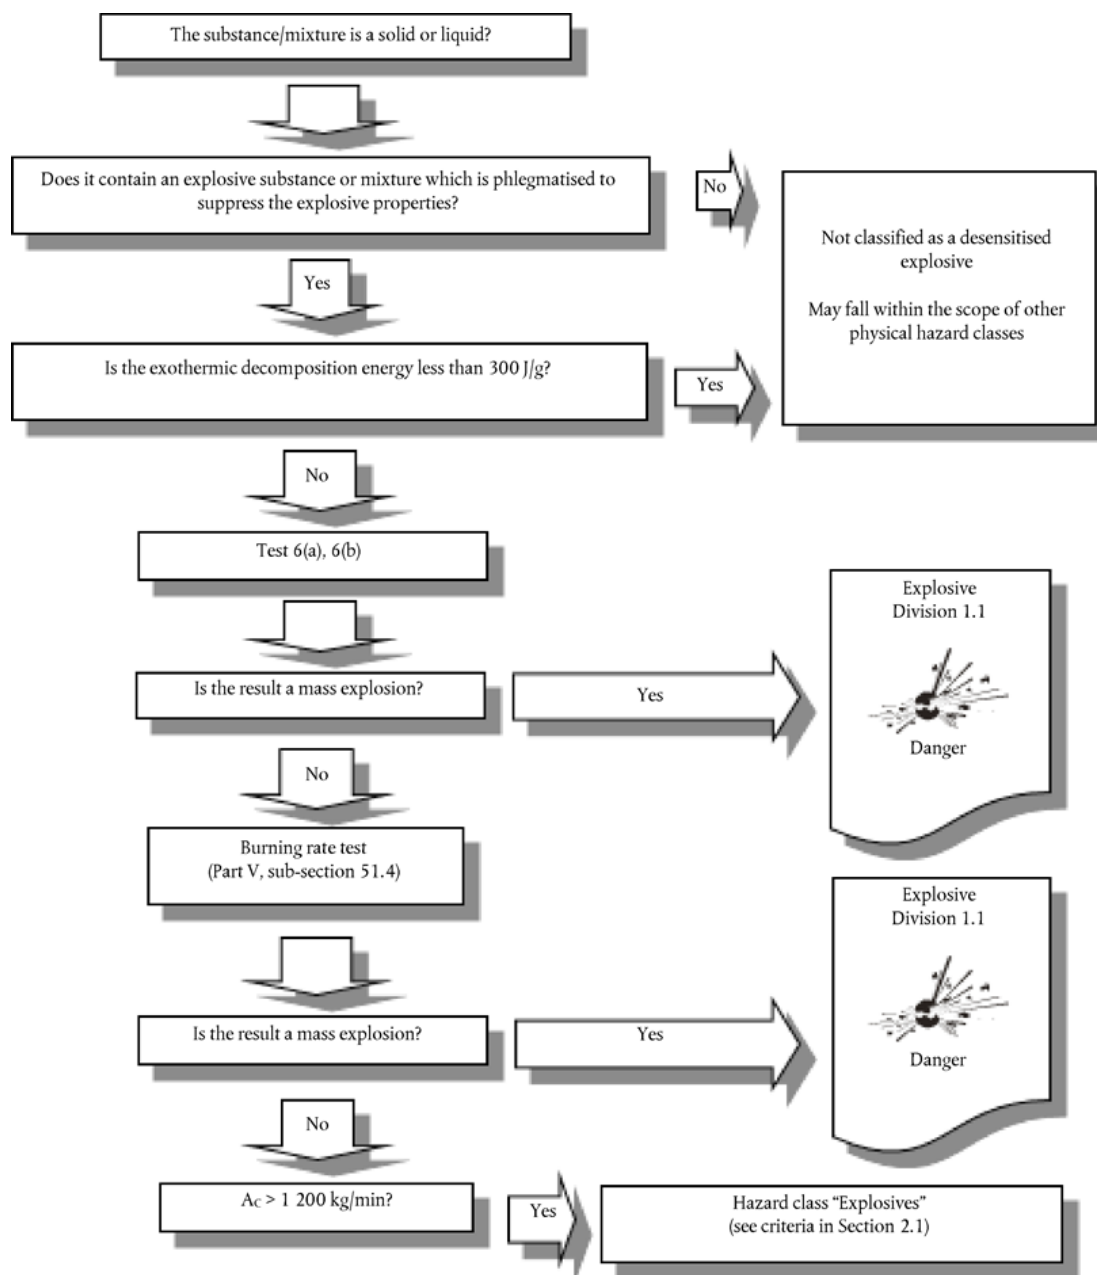 The substance/mixture is a solid or liquid?
Does it contain an explosive substance or mixture which is phlegmatised to
suppress the explosive properties?
No
Not classified as a desensitised
explosive
May fall within the scope of other
physical hazard classes
Yes
Is the exothermic decomposition energy less than 300 J/g?
Yes
No
Test 6(a), 6(b)
Explosive
Division 1.1
Danger
Is the result a mass explosion?
Yes
No
Burning rate test
(Part V, sub-section 51.4)
Explosive
Division 1.1
Danger
Is the result a mass explosion?
Yes
No
AC > 1 200 kg/min?
Yes
Hazard class “Explosives”
(see criteria in Section 2.1)